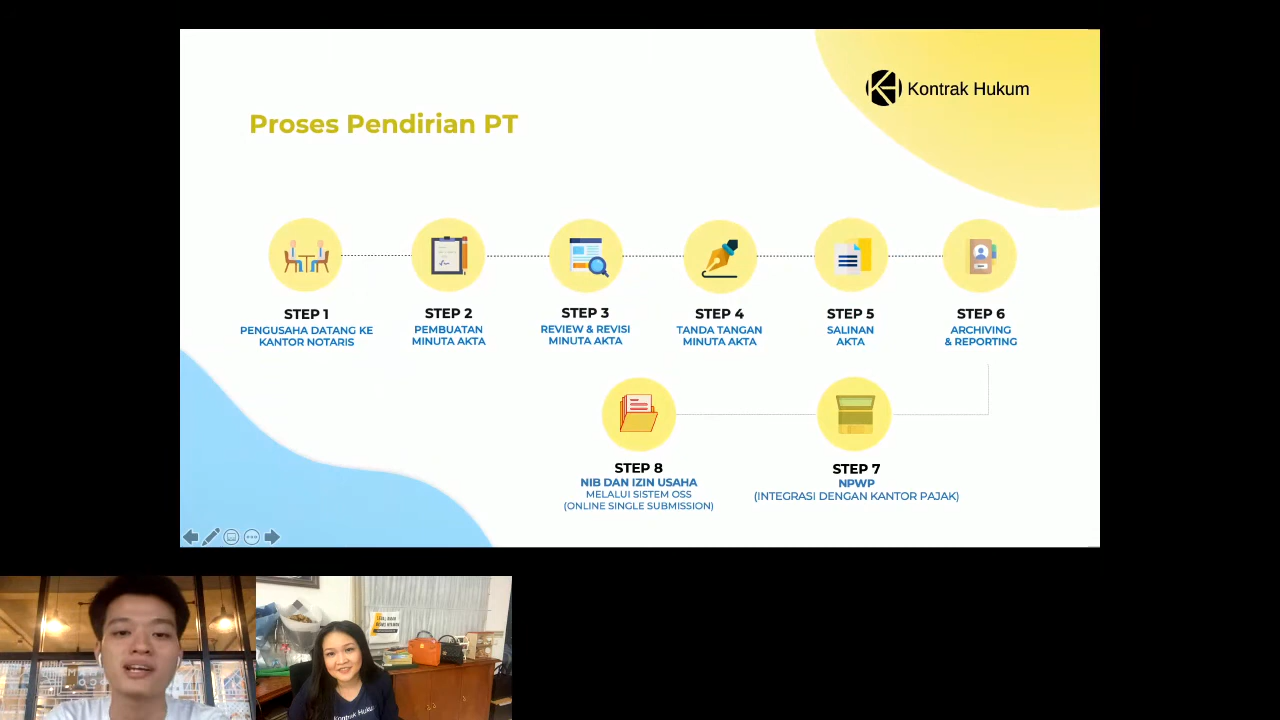 Kontrak Hukum
Proses Pendirian PT
STEP 1
PENGUSAHA DATANG KE
KANTOR NOTARIS
STEP 2
PEMBUATAN
MINUTA AKTA
STEP 3
REVIEW & REVISI
MINUTA AKTA
STEP 4
TANDA TANGAN
MINUTA AKTA
STEP 5
SALINAN
AKTA
STEP 6
ARCHIVING
& REPORTING
STEP 8
NIB DAN IZIN USAHA
MELALUI SISTEM OSS
(ONLINE SINGLE SUBMISSION)
STEP 7
NPWP
(INTEGRASI DENGAN KANTOR PAJAK)
Kontrak Hukum